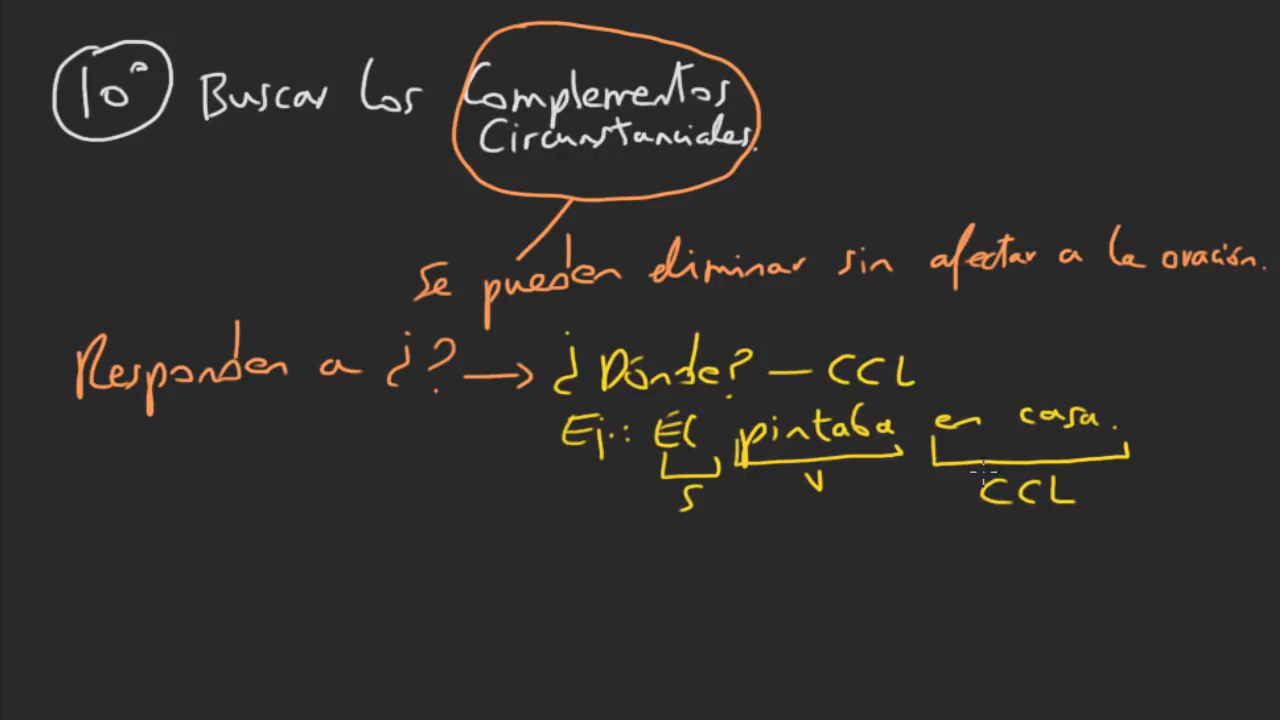 10º Buscar los Complementos
Circunstanciales.
Se pueden eliminar sin afectar a la oración.
Responden a ¿? → ¿Dónde? — CCL
Ej.: Él pintaba en casa.
S V CCL